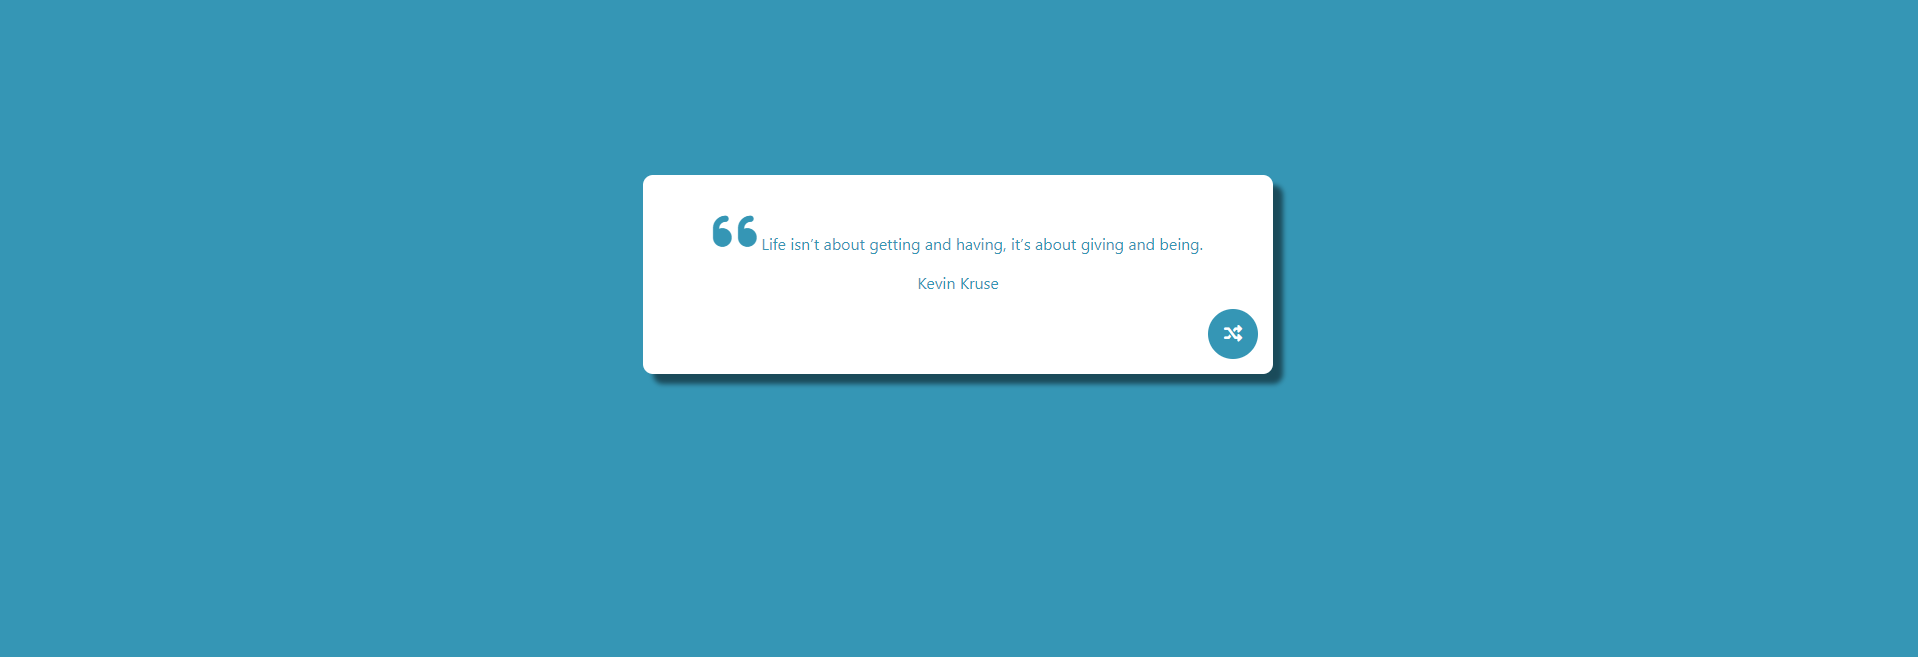 ❝ Life isn’t about getting and having, it’s about giving and being.
Kevin Kruse